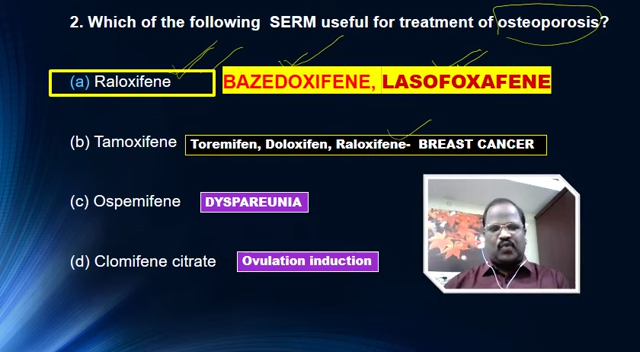 2. Which of the following SERM useful for treatment of osteoporosis?
(a) Raloxifene BAZEDOXIFENE, LASOFOXAFENE
(b) Tamoxifene Toremifen, Doloxifen, Raloxifene- BREAST CANCER
(c) Ospemifene DYSPAREUNIA
(d) Clomifene citrate Ovulation induction